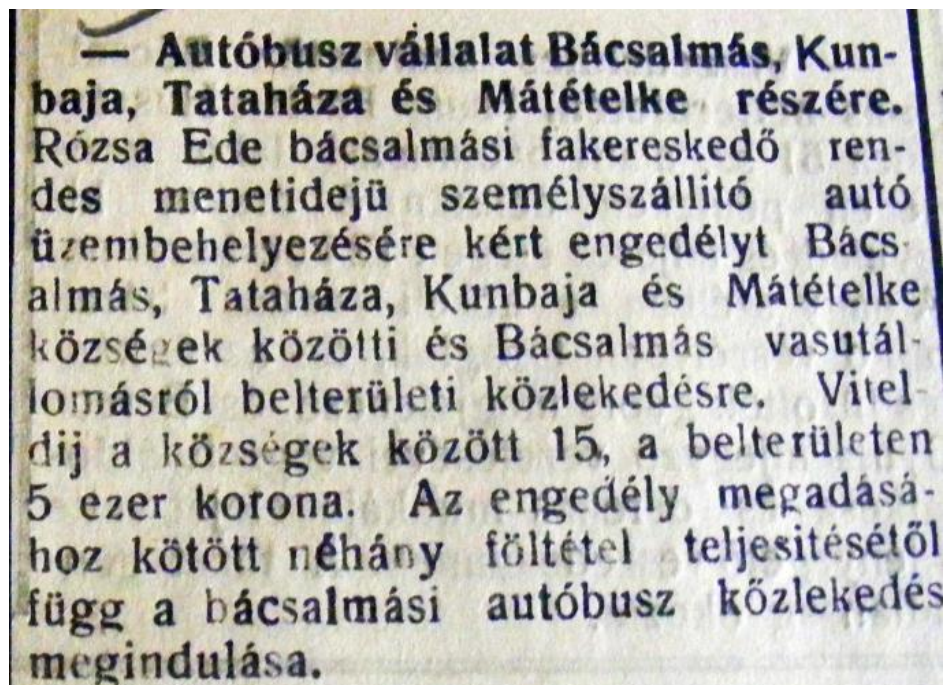 — Autóbusz vállalat Bácsalmás, Kun-
baja, Tataháza és Mátételke részére.
Rózsa Ede bácsalmási fakereskedő ren-
des menetidejü személyszállitó autó
üzembehelyezésére kért engedélyt Bács-
almás, Tataháza, Kunbaja és Mátételke
községek közötti és Bácsalmás vasutál-
lomásról belterületi közlekedésre. Vitel-
dij a községek között 15, a belterületen
5 ezer korona. Az engedély megadásá-
hoz kötött néhány föltétel teljesitésétől
függ a bácsalmási autóbusz közlekedés
megindulása.